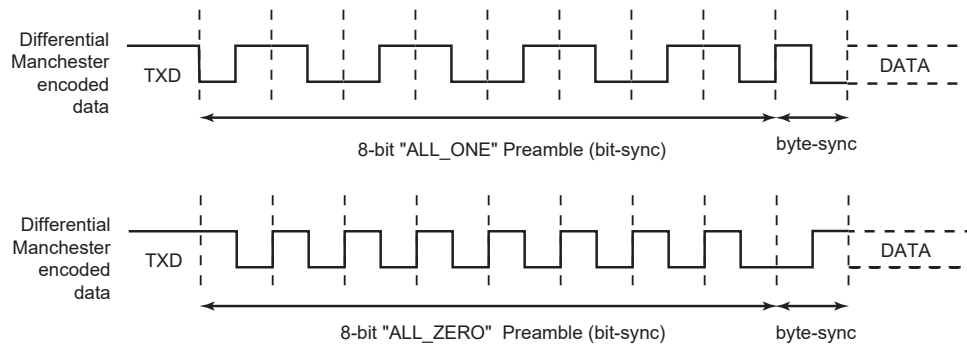 Differential
Manchester
encoded
data
TXD
DATA
8-bit "ALL_ONE" Preamble (bit-sync)
byte-sync
Differential
Manchester
encoded
data
TXD
DATA
8-bit "ALL_ZERO" Preamble (bit-sync)
byte-sync